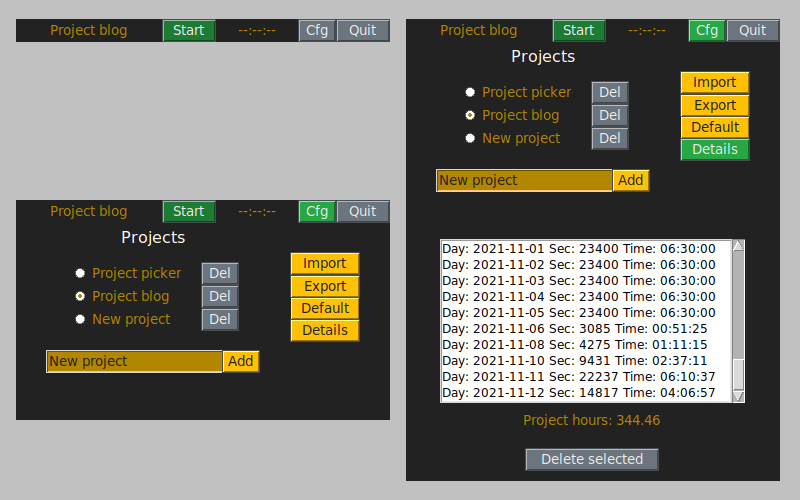 Project blog Start --:--:-- Cfg Quit
Project blog Start --:--:-- Cfg Quit
Projects
Project picker Del
Project blog Del
New project Del
Import
Export
Default
Details
New project Add
Project blog Start --:--:-- Cfg Quit
Projects
Project picker Del
Project blog Del
New project Del
Import
Export
Default
Details
New project Add
Day: 2021-11-01 Sec: 23400 Time: 06:30:00
Day: 2021-11-02 Sec: 23400 Time: 06:30:00
Day: 2021-11-03 Sec: 23400 Time: 06:30:00
Day: 2021-11-04 Sec: 23400 Time: 06:30:00
Day: 2021-11-05 Sec: 23400 Time: 06:30:00
Day: 2021-11-06 Sec: 3085 Time: 00:51:25
Day: 2021-11-08 Sec: 4275 Time: 01:11:15
Day: 2021-11-10 Sec: 9431 Time: 02:37:11
Day: 2021-11-11 Sec: 22237 Time: 06:10:37
Day: 2021-11-12 Sec: 14817 Time: 04:06:57
Project hours: 344.46
Delete selected